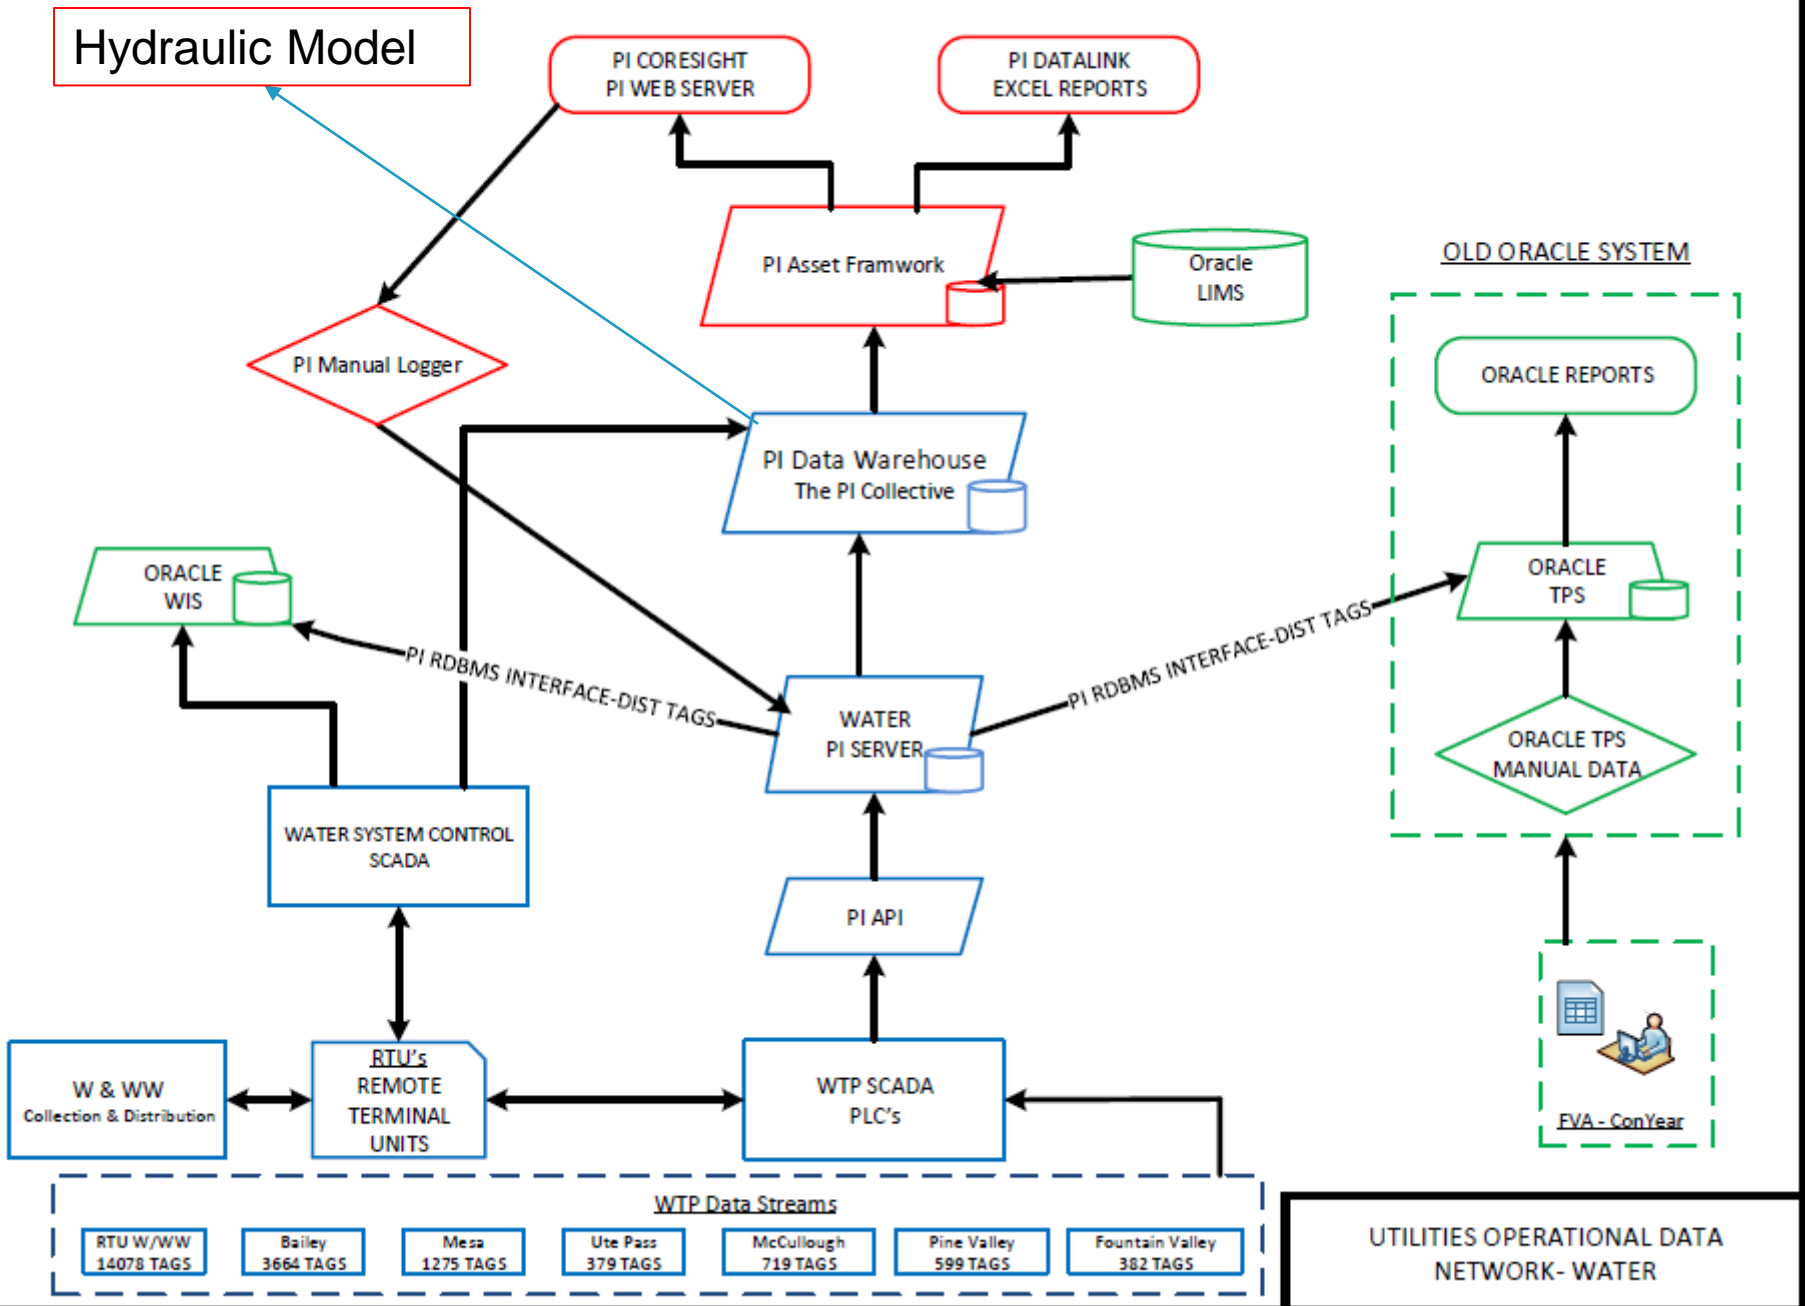 Hydraulic Model
PI CORESIGHT
PI WEB SERVER
PI DATALINK
EXCEL REPORTS
PI Asset Framwork
Oracle
LIMS
OLD ORACLE SYSTEM
PI Manual Logger
ORACLE REPORTS
PI Data Warehouse
The PI Collective
ORACLE
WIS
ORACLE
TPS
PI RDBMS INTERFACE-DIST TAGS
PI RDBMS INTERFACE-DIST TAGS
WATER
PI SERVER
ORACLE TPS
MANUAL DATA
WATER SYSTEM CONTROL
SCADA
PI API
W & WW
Collection & Distribution
RTU's
REMOTE
TERMINAL
UNITS
WTP SCADA
PLC's
FVA - ConYear
WTP Data Streams
RTU W/WW
14078 TAGS
Bailey
3664 TAGS
Mesa
1275 TAGS
Ute Pass
379 TAGS
McCullough
719 TAGS
Pine Valley
599 TAGS
Fountain Valley
382 TAGS
UTILITIES OPERATIONAL DATA
NETWORK- WATER